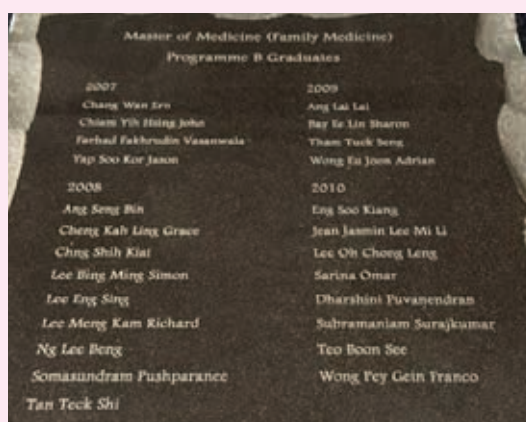 Master of Medicine (Family Medicine)
Programme B Graduates
2007
Chang Wan Ern
Chiam Yih Hsing John
Farhad Fakhrudin Vasanwala
Yap Soo Kor Jason
2008
Ang Seng Bin
Cheng Kah Ling Grace
Chng Shih Kiat
Lee Bing Ming Simon
Lee Eng Sing
Lee Meng Kam Richard
Ng Lee Beng
Somasundram Pushparanee
Tan Teck Shi
2009
Ang Lai Lai
Bay Ee Lin Sharon
Tham Tuck Seng
Wong Eu Joon Adrian
2010
Eng Soo Kiang
Jean Jasmin Lee Mi Li
Lee Oh Chong Leng
Sarina Omar
Dharshini Puvanendran
Subramaniam Surajkumar
Teo Boon See
Wong Pey Gein Franco